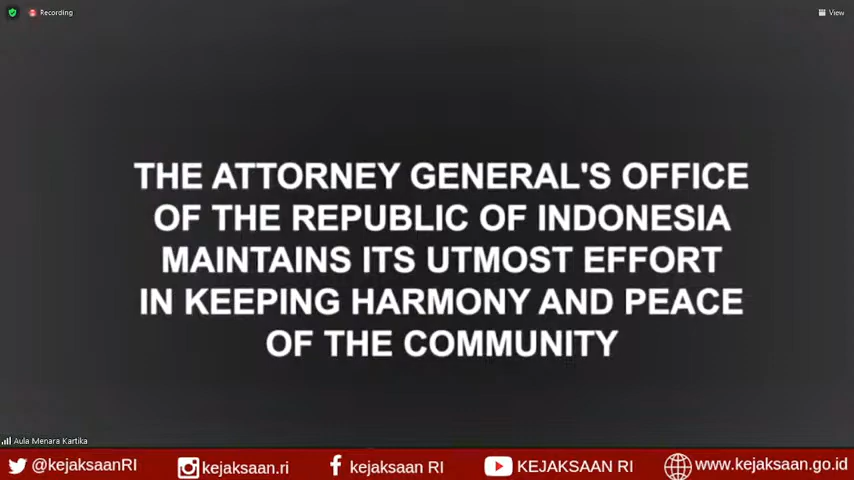 Recording
View
THE ATTORNEY GENERAL'S OFFICE
OF THE REPUBLIC OF INDONESIA
MAINTAINS ITS UTMOST EFFORT
IN KEEPING HARMONY AND PEACE
OF THE COMMUNITY
Aula Menara Kartika
@kejaksaanRI kejaksaan.ri kejaksaan RI KEJAKSAAN RI www.kejaksaan.go.id